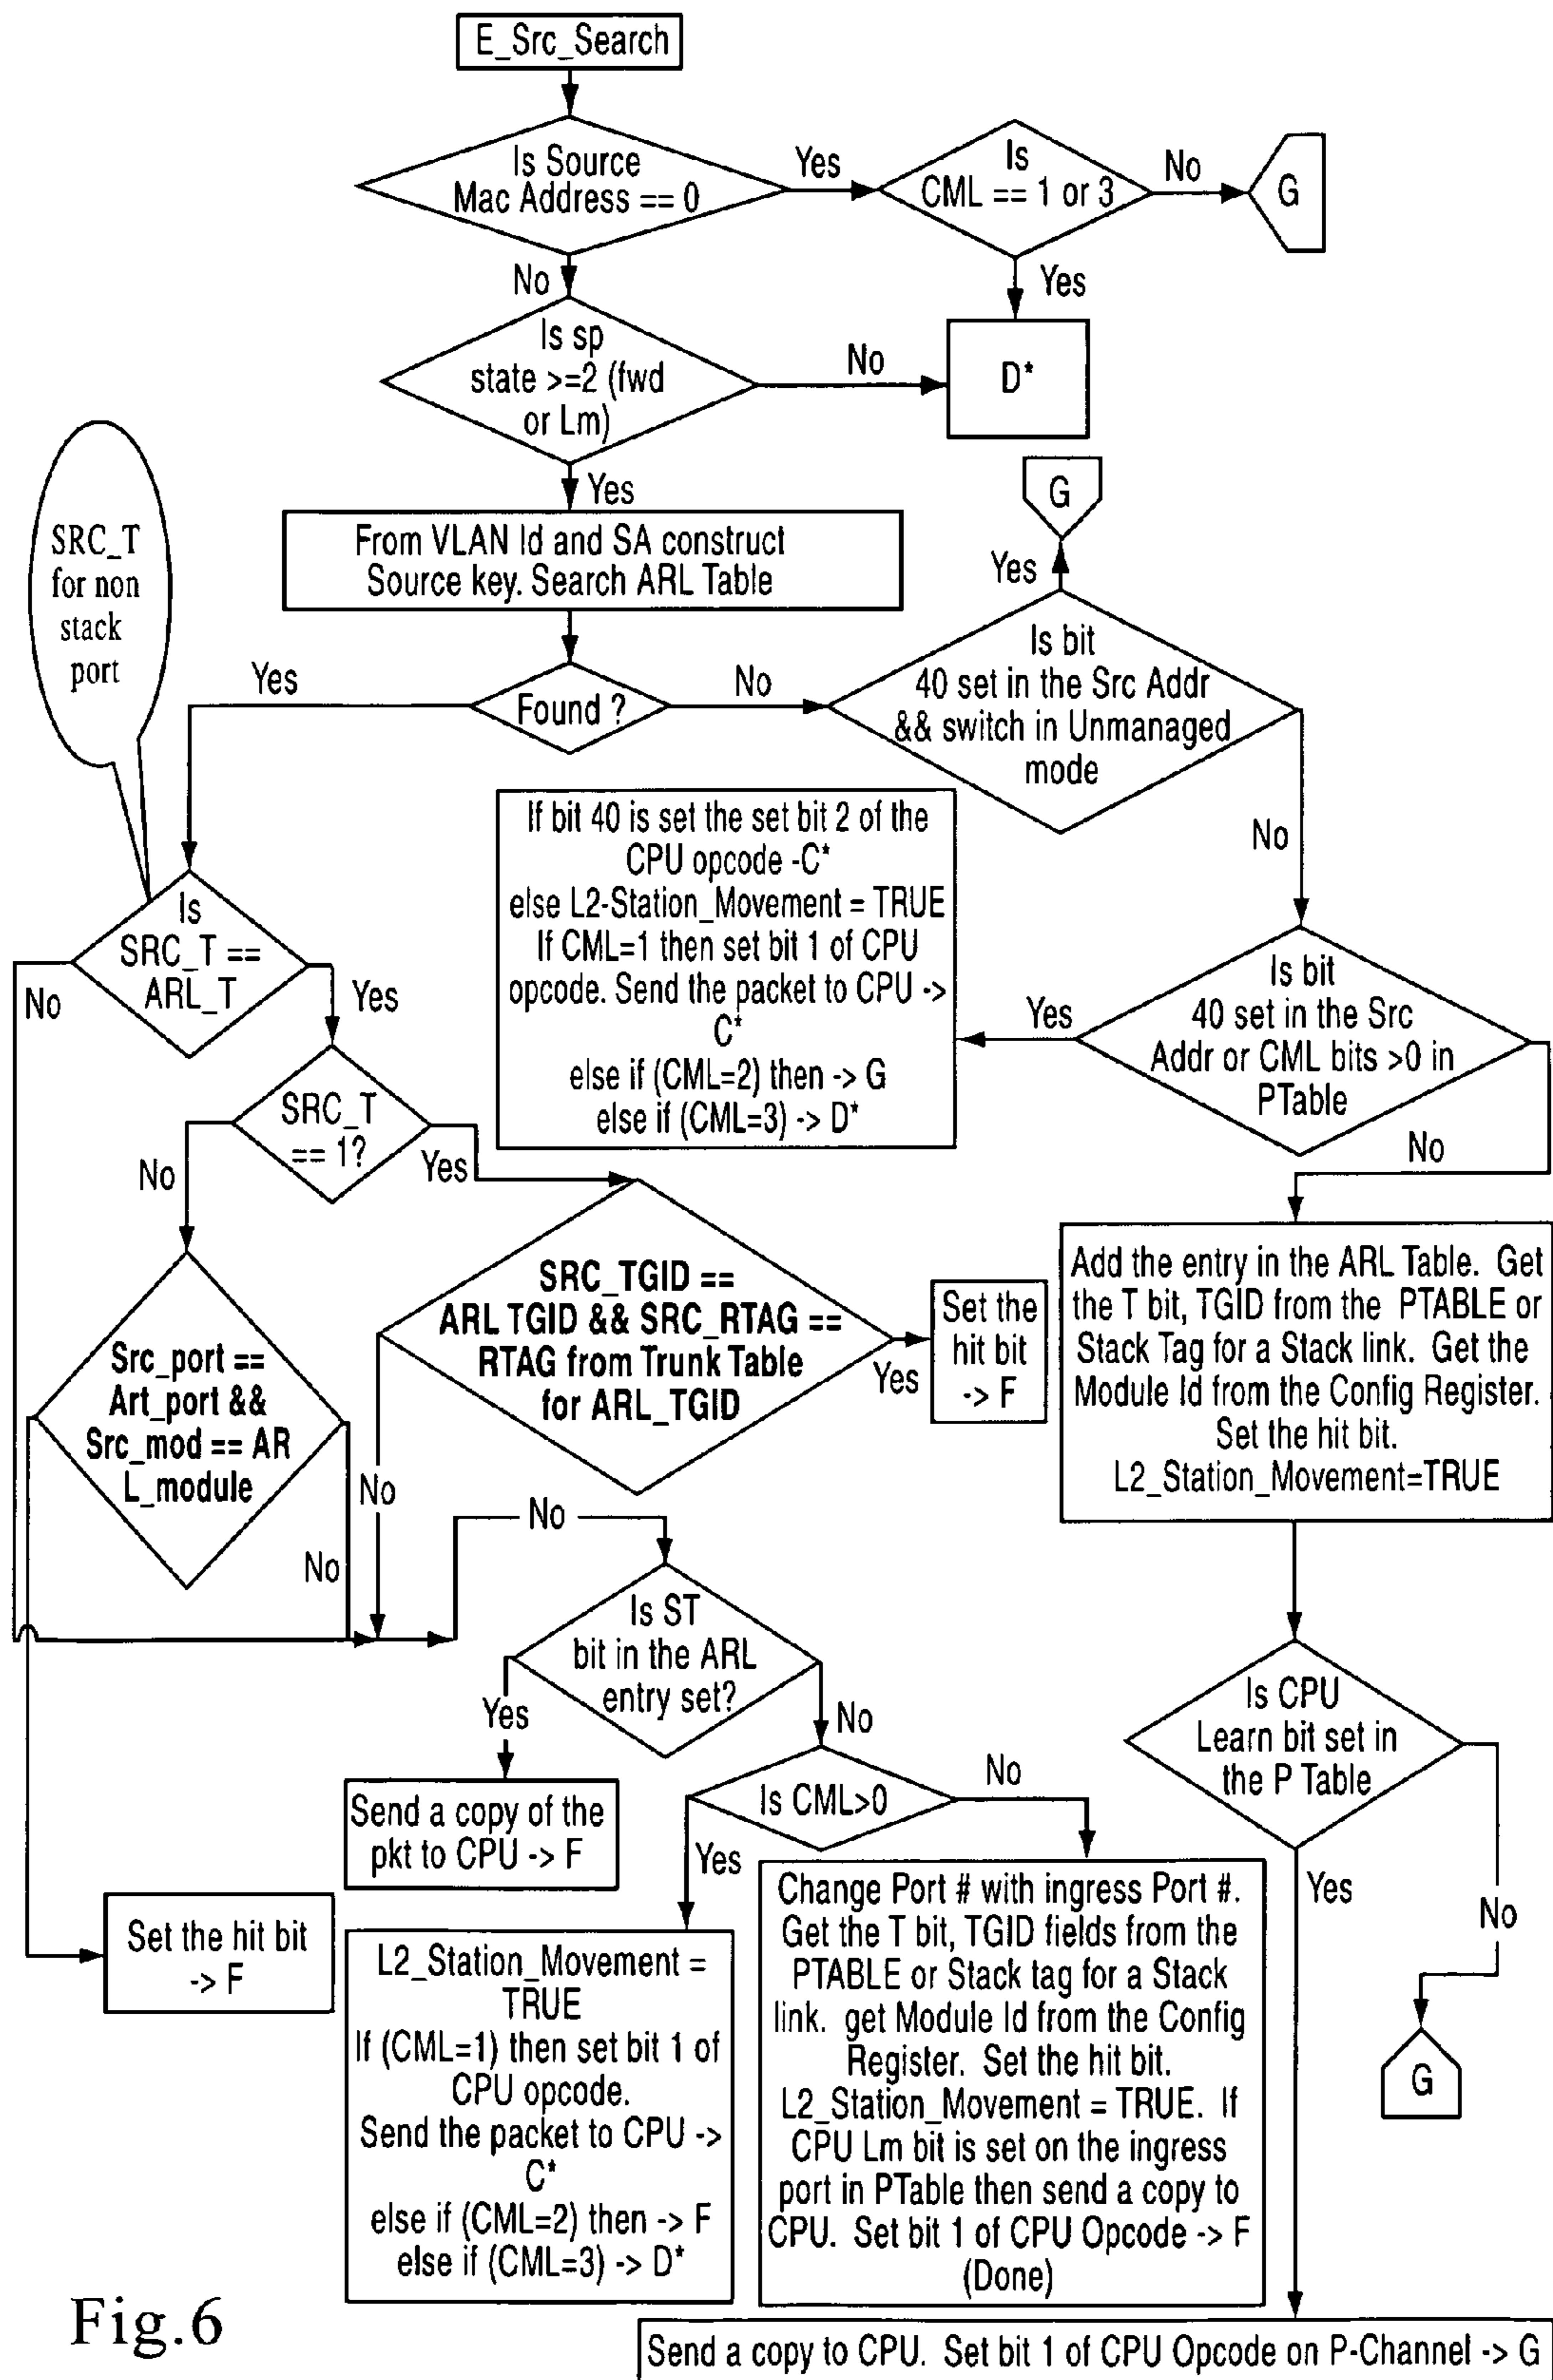 E_Src_Search
Is Source
Mac Address == 0
Yes
Is
CML == 1 or 3
No
G
No
Yes
Is sp
state >=2 (fwd
or Lm)
No
D*
Yes
G
SRC_T
for non
stack
port
From VLAN Id and SA construct
Source key. Search ARL Table
Yes
Yes
Found ?
No
Is bit
40 set in the Src Addr
&& switch in Unmanaged
mode
No
If bit 40 is set the set bit 2 of the
CPU opcode -C*
else L2-Station_Movement = TRUE
If CML=1 then set bit 1 of CPU
opcode. Send the packet to CPU ->
C*
else if (CML=2) then -> G
else if (CML=3) -> D*
Is
SRC_T ==
ARL_T
No
Yes
Yes
Is bit
40 set in the Src
Addr or CML bits >0 in
PTable
No
SRC_T
== 1?
No
Yes
SRC_TGID ==
ARL TGID && SRC_RTAG ==
RTAG from Trunk Table
for ARL_TGID
Yes
No
Set the
hit bit
-> F
Add the entry in the ARL Table. Get
the T bit, TGID from the PTABLE or
Stack Tag for a Stack link. Get the
Module Id from the Config Register.
Set the hit bit.
L2_Station_Movement=TRUE
Src_port ==
Art_port &&
Src_mod == AR
L_module
No
No
Is ST
bit in the ARL
entry set?
Yes
No
Is CPU
Learn bit set in
the P Table
Send a copy of the
pkt to CPU -> F
Is CML>0
No
Yes
Yes
No
G
Set the hit bit
-> F
L2_Station_Movement =
TRUE
If (CML=1) then set bit 1 of
CPU opcode.
Send the packet to CPU ->
C*
else if (CML=2) then -> F
else if (CML=3) -> D*
Change Port # with ingress Port #.
Get the T bit, TGID fields from the
PTABLE or Stack tag for a Stack
link. get Module Id from the Config
Register. Set the hit bit.
L2_Station_Movement = TRUE. If
CPU Lm bit is set on the ingress
port in PTable then send a copy to
CPU. Set bit 1 of CPU Opcode -> F
(Done)
Fig.6
Send a copy to CPU. Set bit 1 of CPU Opcode on P-Channel -> G